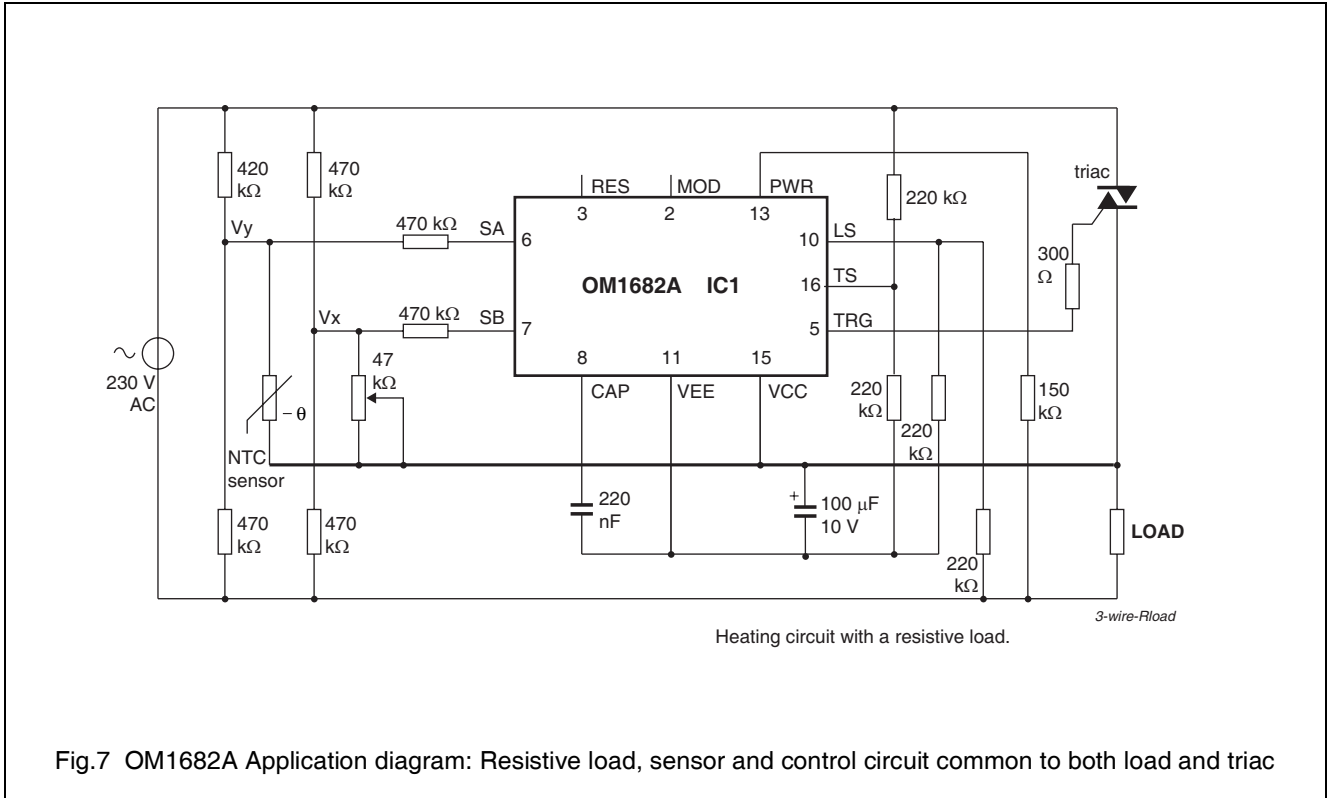 420
kΩ
470
kΩ
triac
RES
MOD
PWR
3
2
13
220 kΩ
Vy
470 kΩ
SA
6
10
LS
300
Ω
OM1682A IC1
16
TS
Vx
470 kΩ
SB
7
5
TRG
47
kΩ
8
11
15
CAP
VEE
VCC
~
230 V
AC
220
kΩ
220
kΩ
150
kΩ
– θ
NTC
sensor
220
nF
+
100 µF
10 V
470
kΩ
470
kΩ
220
kΩ
LOAD
3-wire-Rload
Heating circuit with a resistive load.
Fig.7 OM1682A Application diagram: Resistive load, sensor and control circuit common to both load and triac